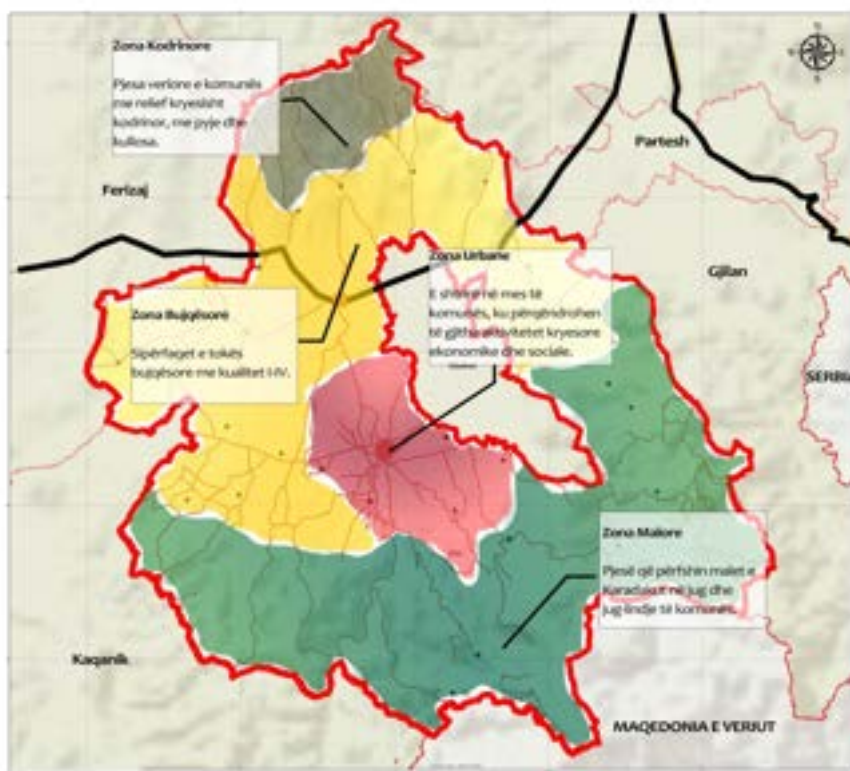 Zona Kodrinore
Pjesa veriore e komunës
me relief kryesisht
kodrinor, me pyje dhe
kullosa.
N
Partesh
Ferizaj
Zona Urbane
E shtrirë në mes të
komunës, ku përqëndrohen
të gjitha aktivitetet kryesore
ekonomike dhe sociale.
Gjilan
Zona Bujqësore
Sipërfaqet e tokës
bujqësore me kualitet I-IV.
SERBIA
Zona Malore
Pjesë që përfshin malet e
Karadakut në jug dhe
jug-lindje të komunës.
Kaçanik
MAQEDONIA E VERIUT